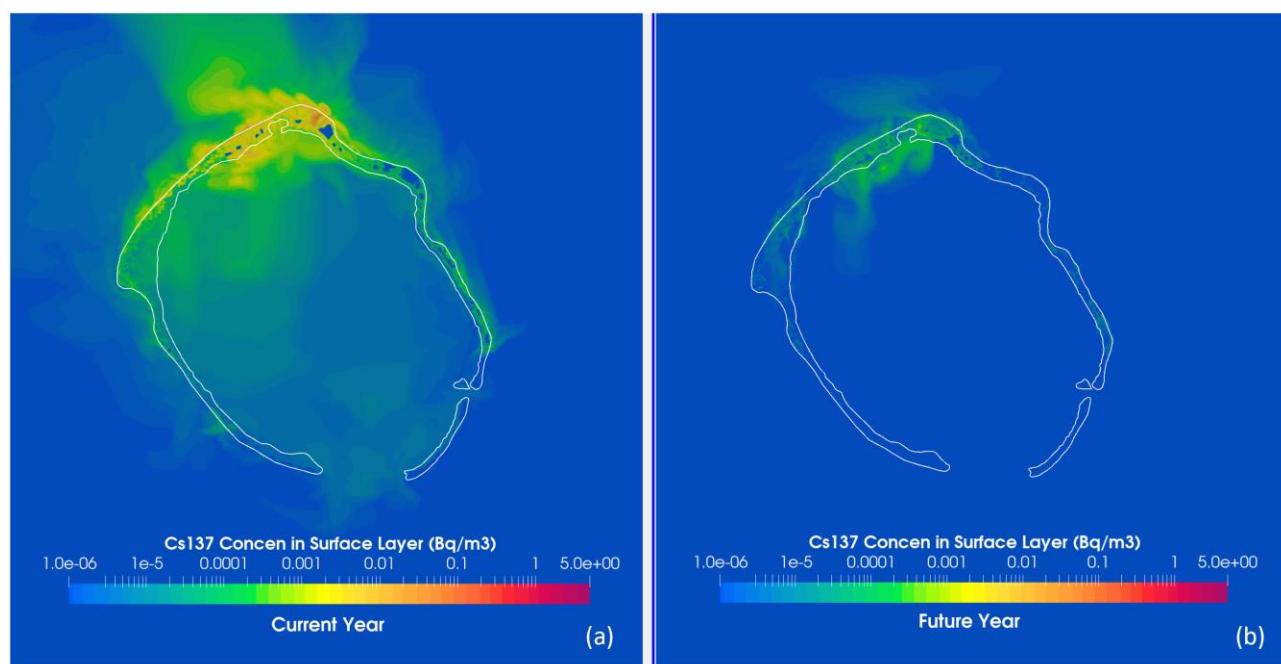 Cs137 Concen in Surface Layer (Bq/m3)
1.0e-06 1e-5 0.0001 0.001 0.01 0.1 1 5.0e+00
Current Year
(a)
Cs137 Concen in Surface Layer (Bq/m3)
1.0e-06 1e-5 0.0001 0.001 0.01 0.1 1 5.0e+00
Future Year
(b)